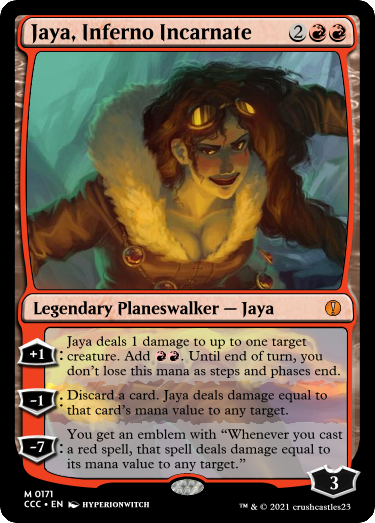 Jaya, Inferno Incarnate 2
Legendary Planeswalker — Jaya
+1: Jaya deals 1 damage to up to one target
creature. Add . Until end of turn, you
don't lose this mana as steps and phases end.
-1: Discard a card. Jaya deals damage equal to
that card's mana value to any target.
-7: You get an emblem with “Whenever you cast
a red spell, that spell deals damage equal to
its mana value to any target.”
3
M 0171
CCC • EN HYPERIONWITCH
™ & © 2021 crushcastles23